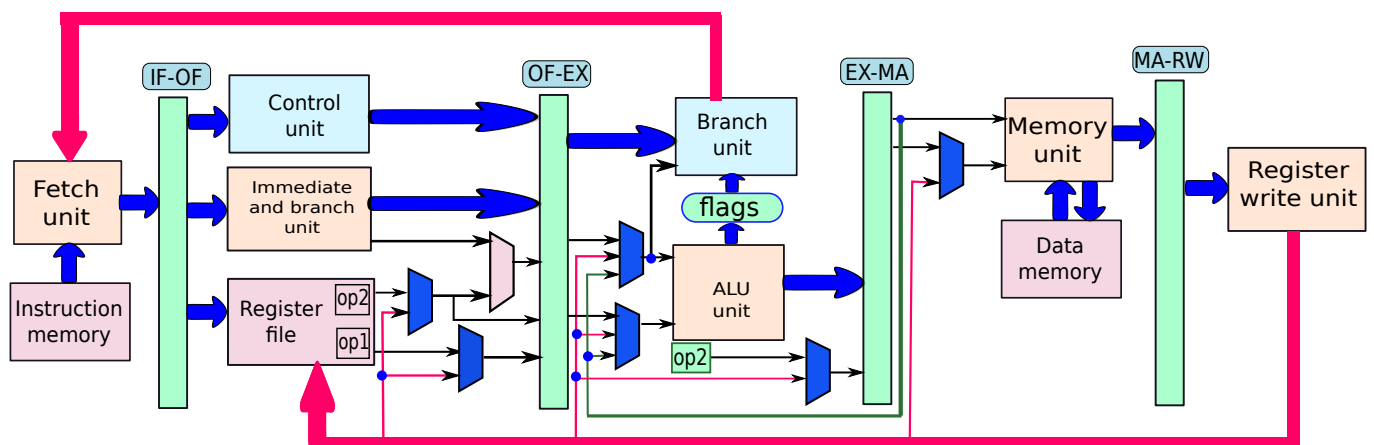 IF-OF
OF-EX
EX-MA
MA-RW
Control
unit
Branch
unit
Memory
unit
Fetch
unit
Immediate
and branch
unit
flags
Register
write unit
Instruction
memory
Register
file
op2
op1
ALU
unit
op2
Data
memory